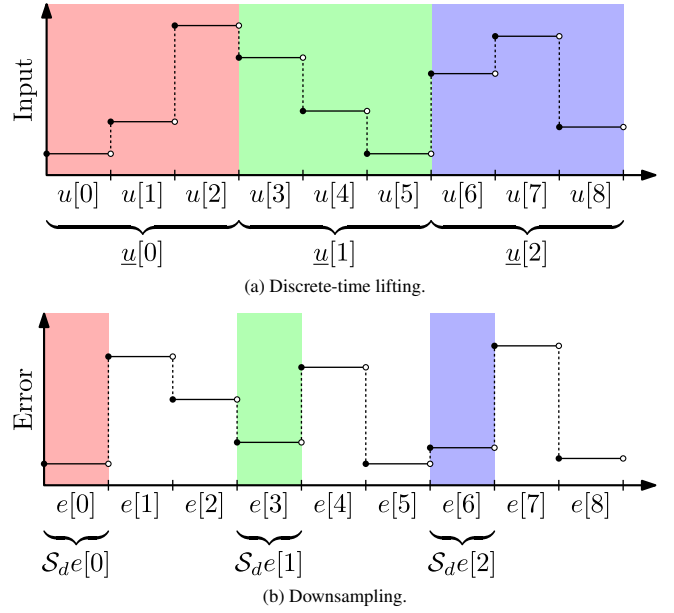 Input
u[0] u[1] u[2] u[3] u[4] u[5] u[6] u[7] u[8]
u[0] u[1] u[2]
(a) Discrete-time lifting.
Error
e[0] e[1] e[2] e[3] e[4] e[5] e[6] e[7] e[8]
𝒮_d e[0] 𝒮_d e[1] 𝒮_d e[2]
(b) Downsampling.